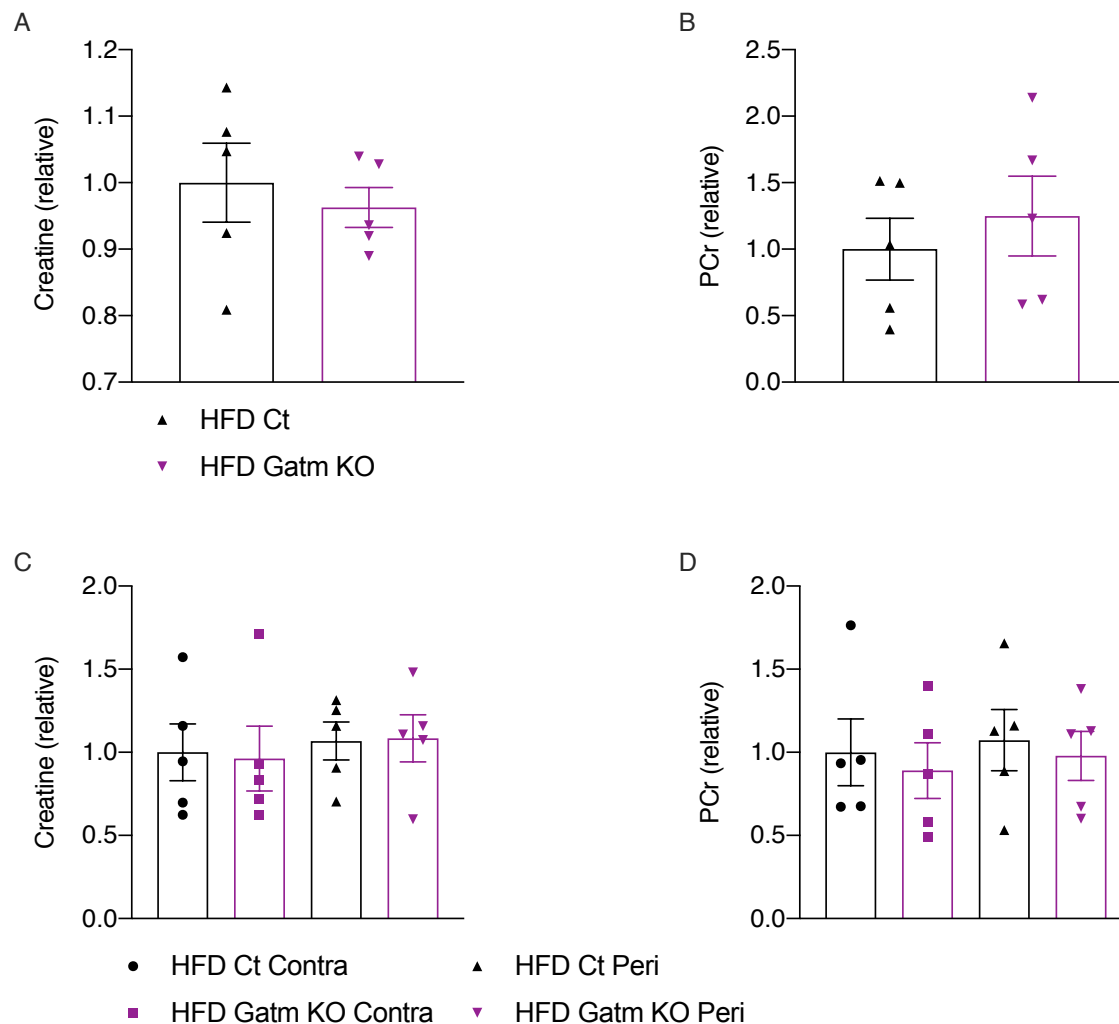 A
Creatine (relative)
1.2
1.1
1.0
0.9
0.8
0.7
HFD Ct
HFD Gatm KO
B
PCr (relative)
2.5
2.0
1.5
1.0
0.5
0.0
C
Creatine (relative)
2.0
1.5
1.0
0.5
0.0
D
PCr (relative)
2.0
1.5
1.0
0.5
0.0
HFD Ct Contra
HFD Ct Peri
HFD Gatm KO Contra
HFD Gatm KO Peri